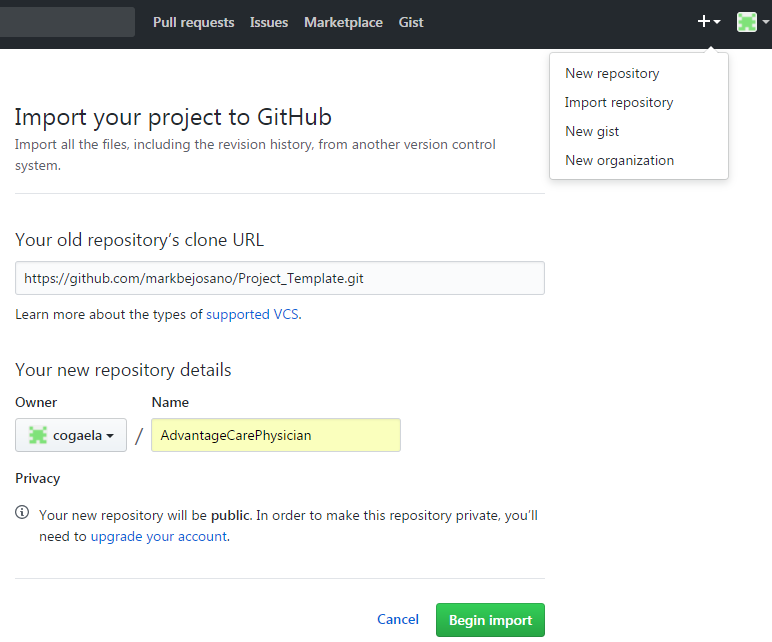 Pull requests Issues Marketplace Gist
New repository
Import repository
New gist
New organization
Import your project to GitHub
Import all the files, including the revision history, from another version control
system.
Your old repository’s clone URL
https://github.com/markbejosano/Project_Template.git
Learn more about the types of supported VCS.
Your new repository details
Owner Name
cogaela / AdvantageCarePhysician
Privacy
Your new repository will be public. In order to make this repository private, you’ll
need to upgrade your account.
Cancel Begin import